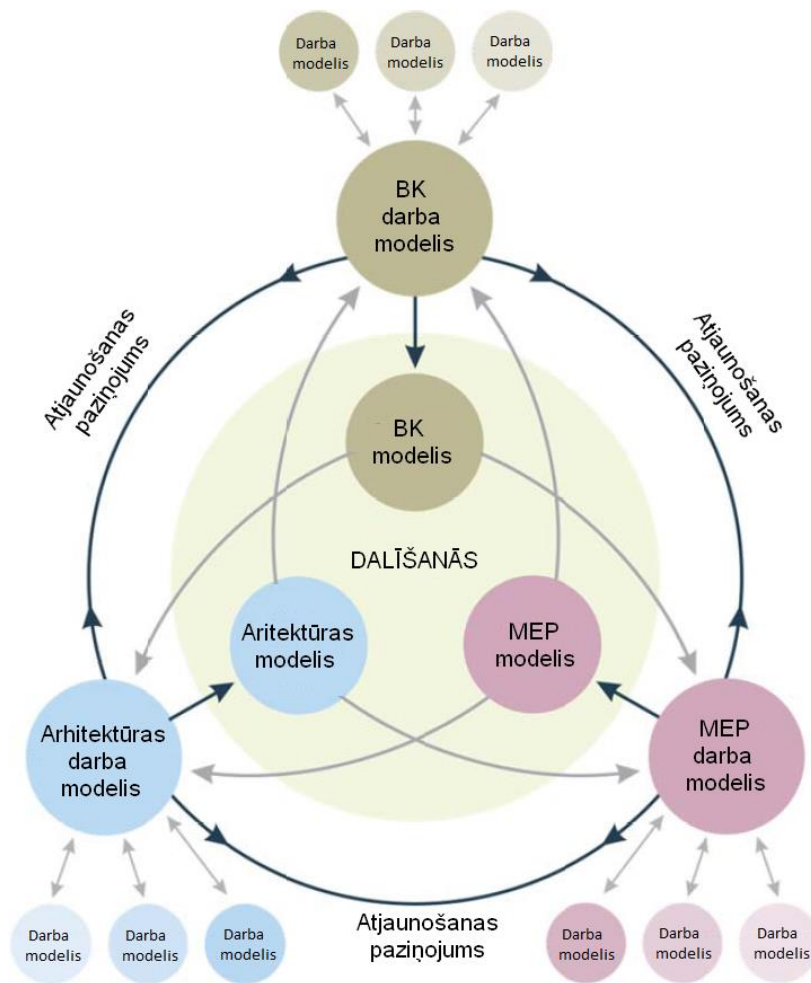 Darba
modelis
Darba
modelis
Darba
modelis
BK
darba
modelis
Atjaunošanas
paziņojums
Atjaunošanas
paziņojums
BK
modelis
DALĪŠANĀS
Aritektūras
modelis
MEP
modelis
Arhitektūras
darba
modelis
MEP
darba
modelis
Atjaunošanas
paziņojums
Darba
modelis
Darba
modelis
Darba
modelis
Darba
modelis
Darba
modelis
Darba
modelis